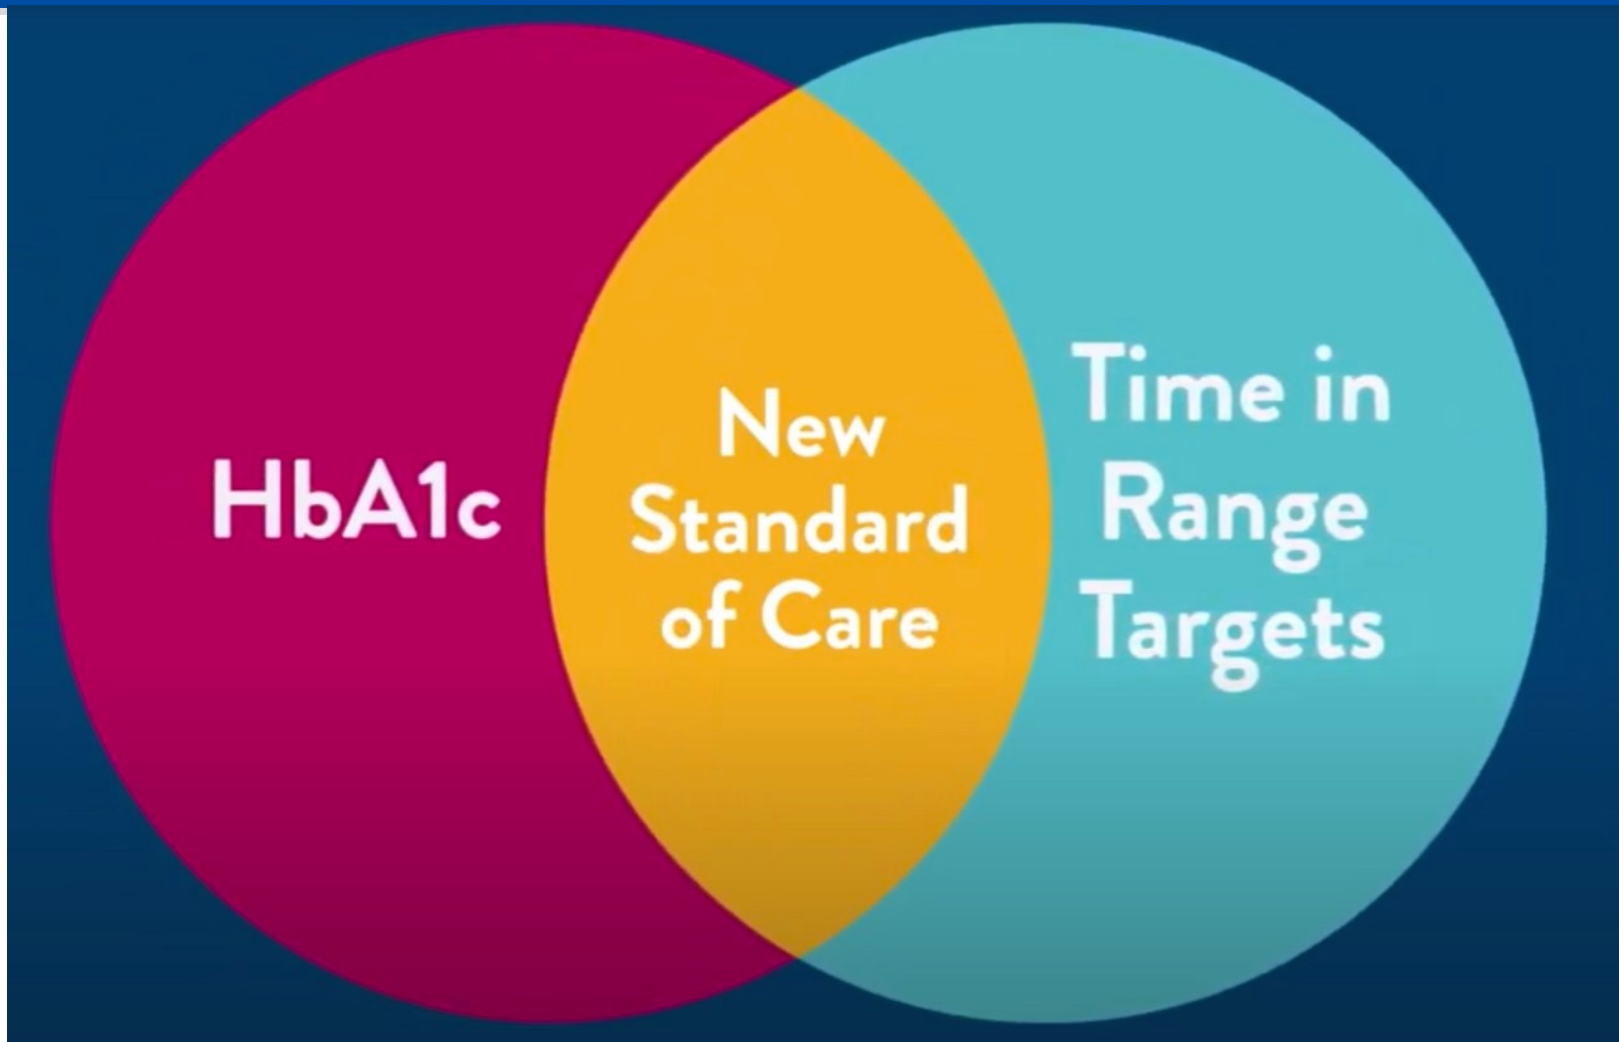 HbA1c
New
Standard
of Care
Time in
Range
Targets